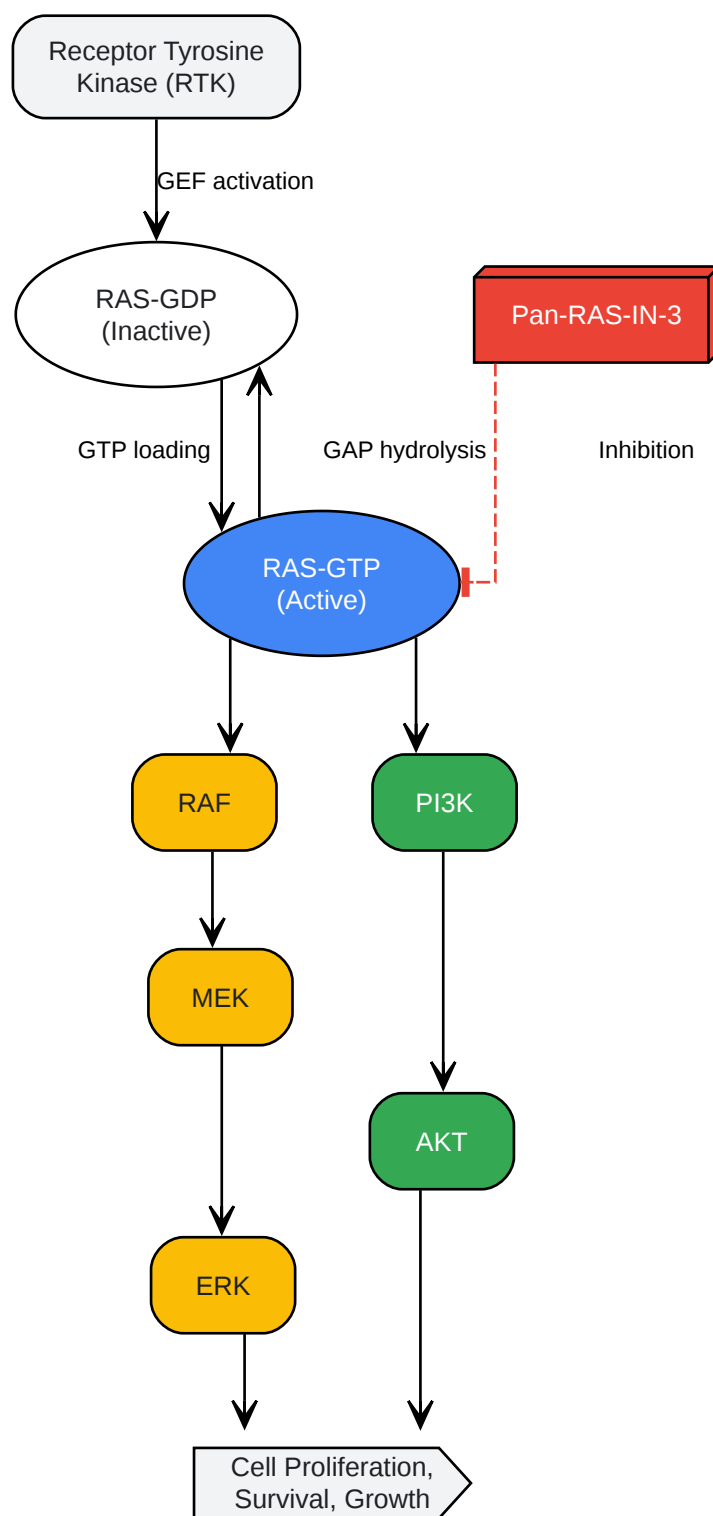 Receptor Tyrosine
Kinase (RTK)
GEF activation
RAS-GDP
(Inactive)
Pan-RAS-IN-3
GTP loading
GAP hydrolysis
Inhibition
RAS-GTP
(Active)
RAF
PI3K
MEK
AKT
ERK
Cell Proliferation,
Survival, Growth